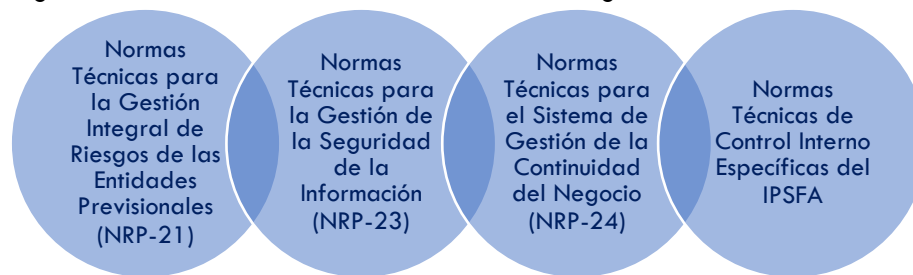 Normas
Técnicas para
la Gestión
Integral de
Riesgos de las
Entidades
Previsionales
(NRP-21)
Normas
Técnicas para
la Gestión de
la Seguridad
de la
Información
(NRP-23)
Normas
Técnicas para
el Sistema de
Gestión de la
Continuidad
del Negocio
(NRP-24)
Normas
Técnicas de
Control Interno
Específicas del
IPSFA